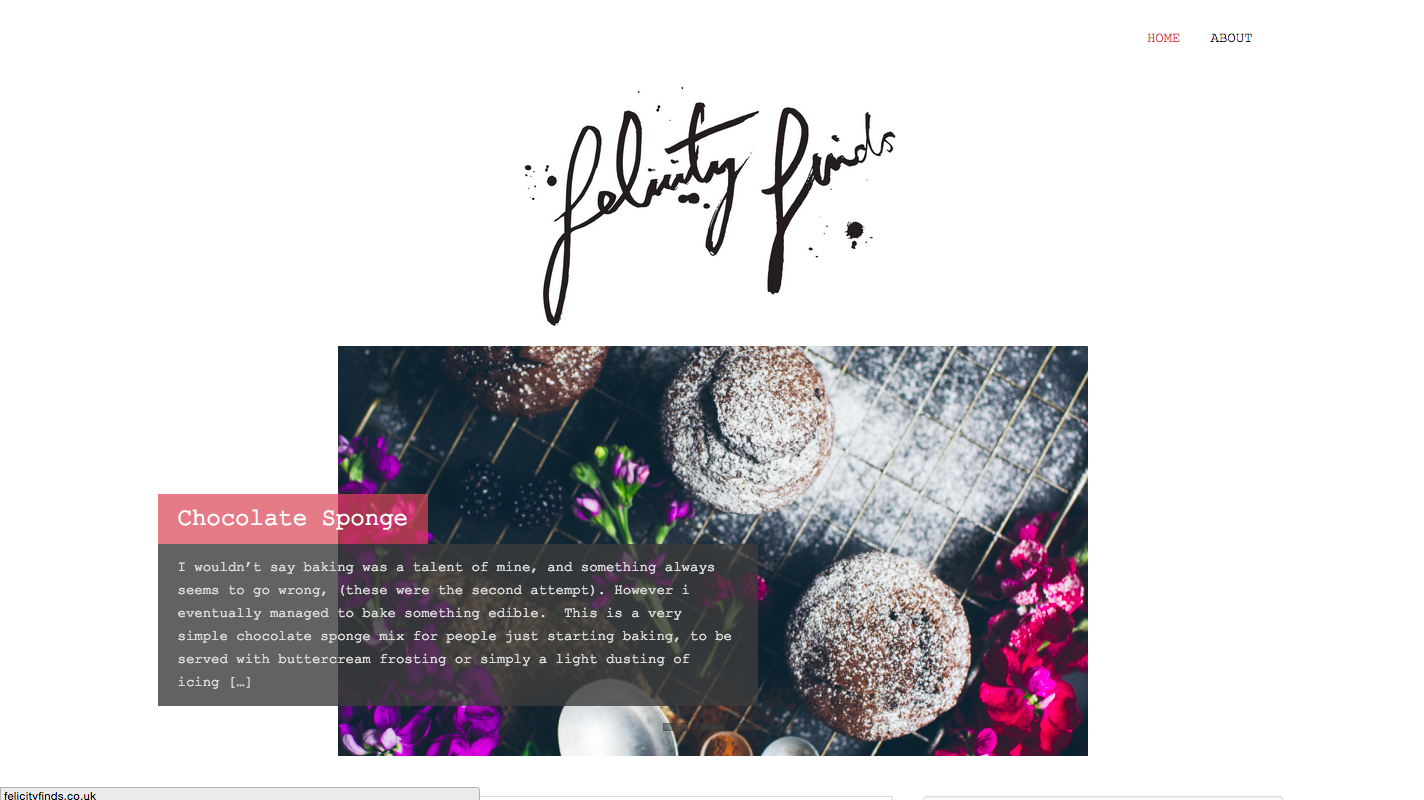 HOME ABOUT
felicity finds
Chocolate Sponge
I wouldn’t say baking was a talent of mine, and something always
seems to go wrong, (these were the second attempt). However i
eventually managed to bake something edible.  This is a very
simple chocolate sponge mix for people just starting baking, to be
served with buttercream frosting or simply a light dusting of
icing […]
felicityfinds.co.uk